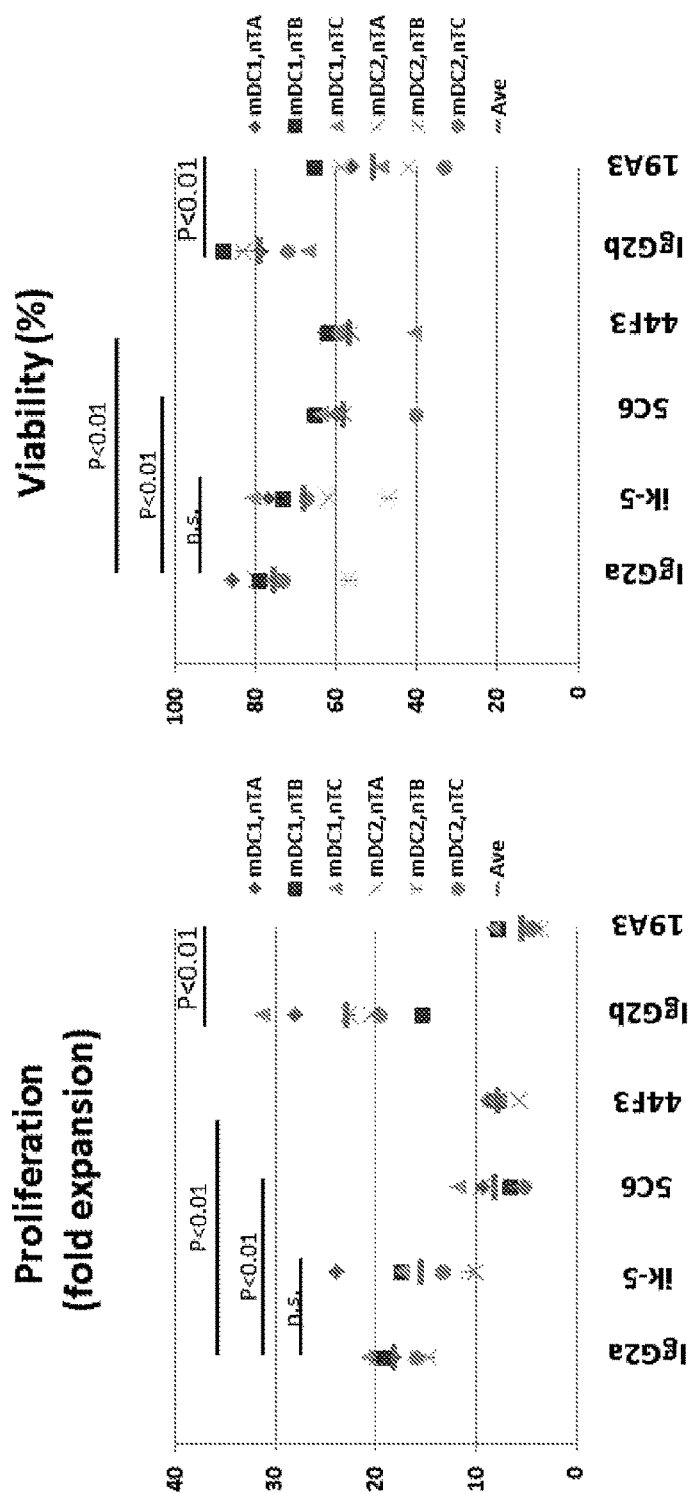 Proliferation
(fold expansion)
P<0.01
P<0.01
P<0.01
n.s.
40
30
20
10
0
IgG2a
ik-5
5C6
44F3
IgG2b
19A3
mDC1,nTA
mDC1,nTB
mDC1,nTC
mDC2,nTA
mDC2,nTB
mDC2,nTC
Ave
Viability (%)
P<0.01
P<0.01
P<0.01
n.s.
100
80
60
40
20
0
IgG2a
ik-5
5C6
44F3
IgG2b
19A3
mDC1,nTA
mDC1,nTB
mDC1,nTC
mDC2,nTA
mDC2,nTB
mDC2,nTC
Ave